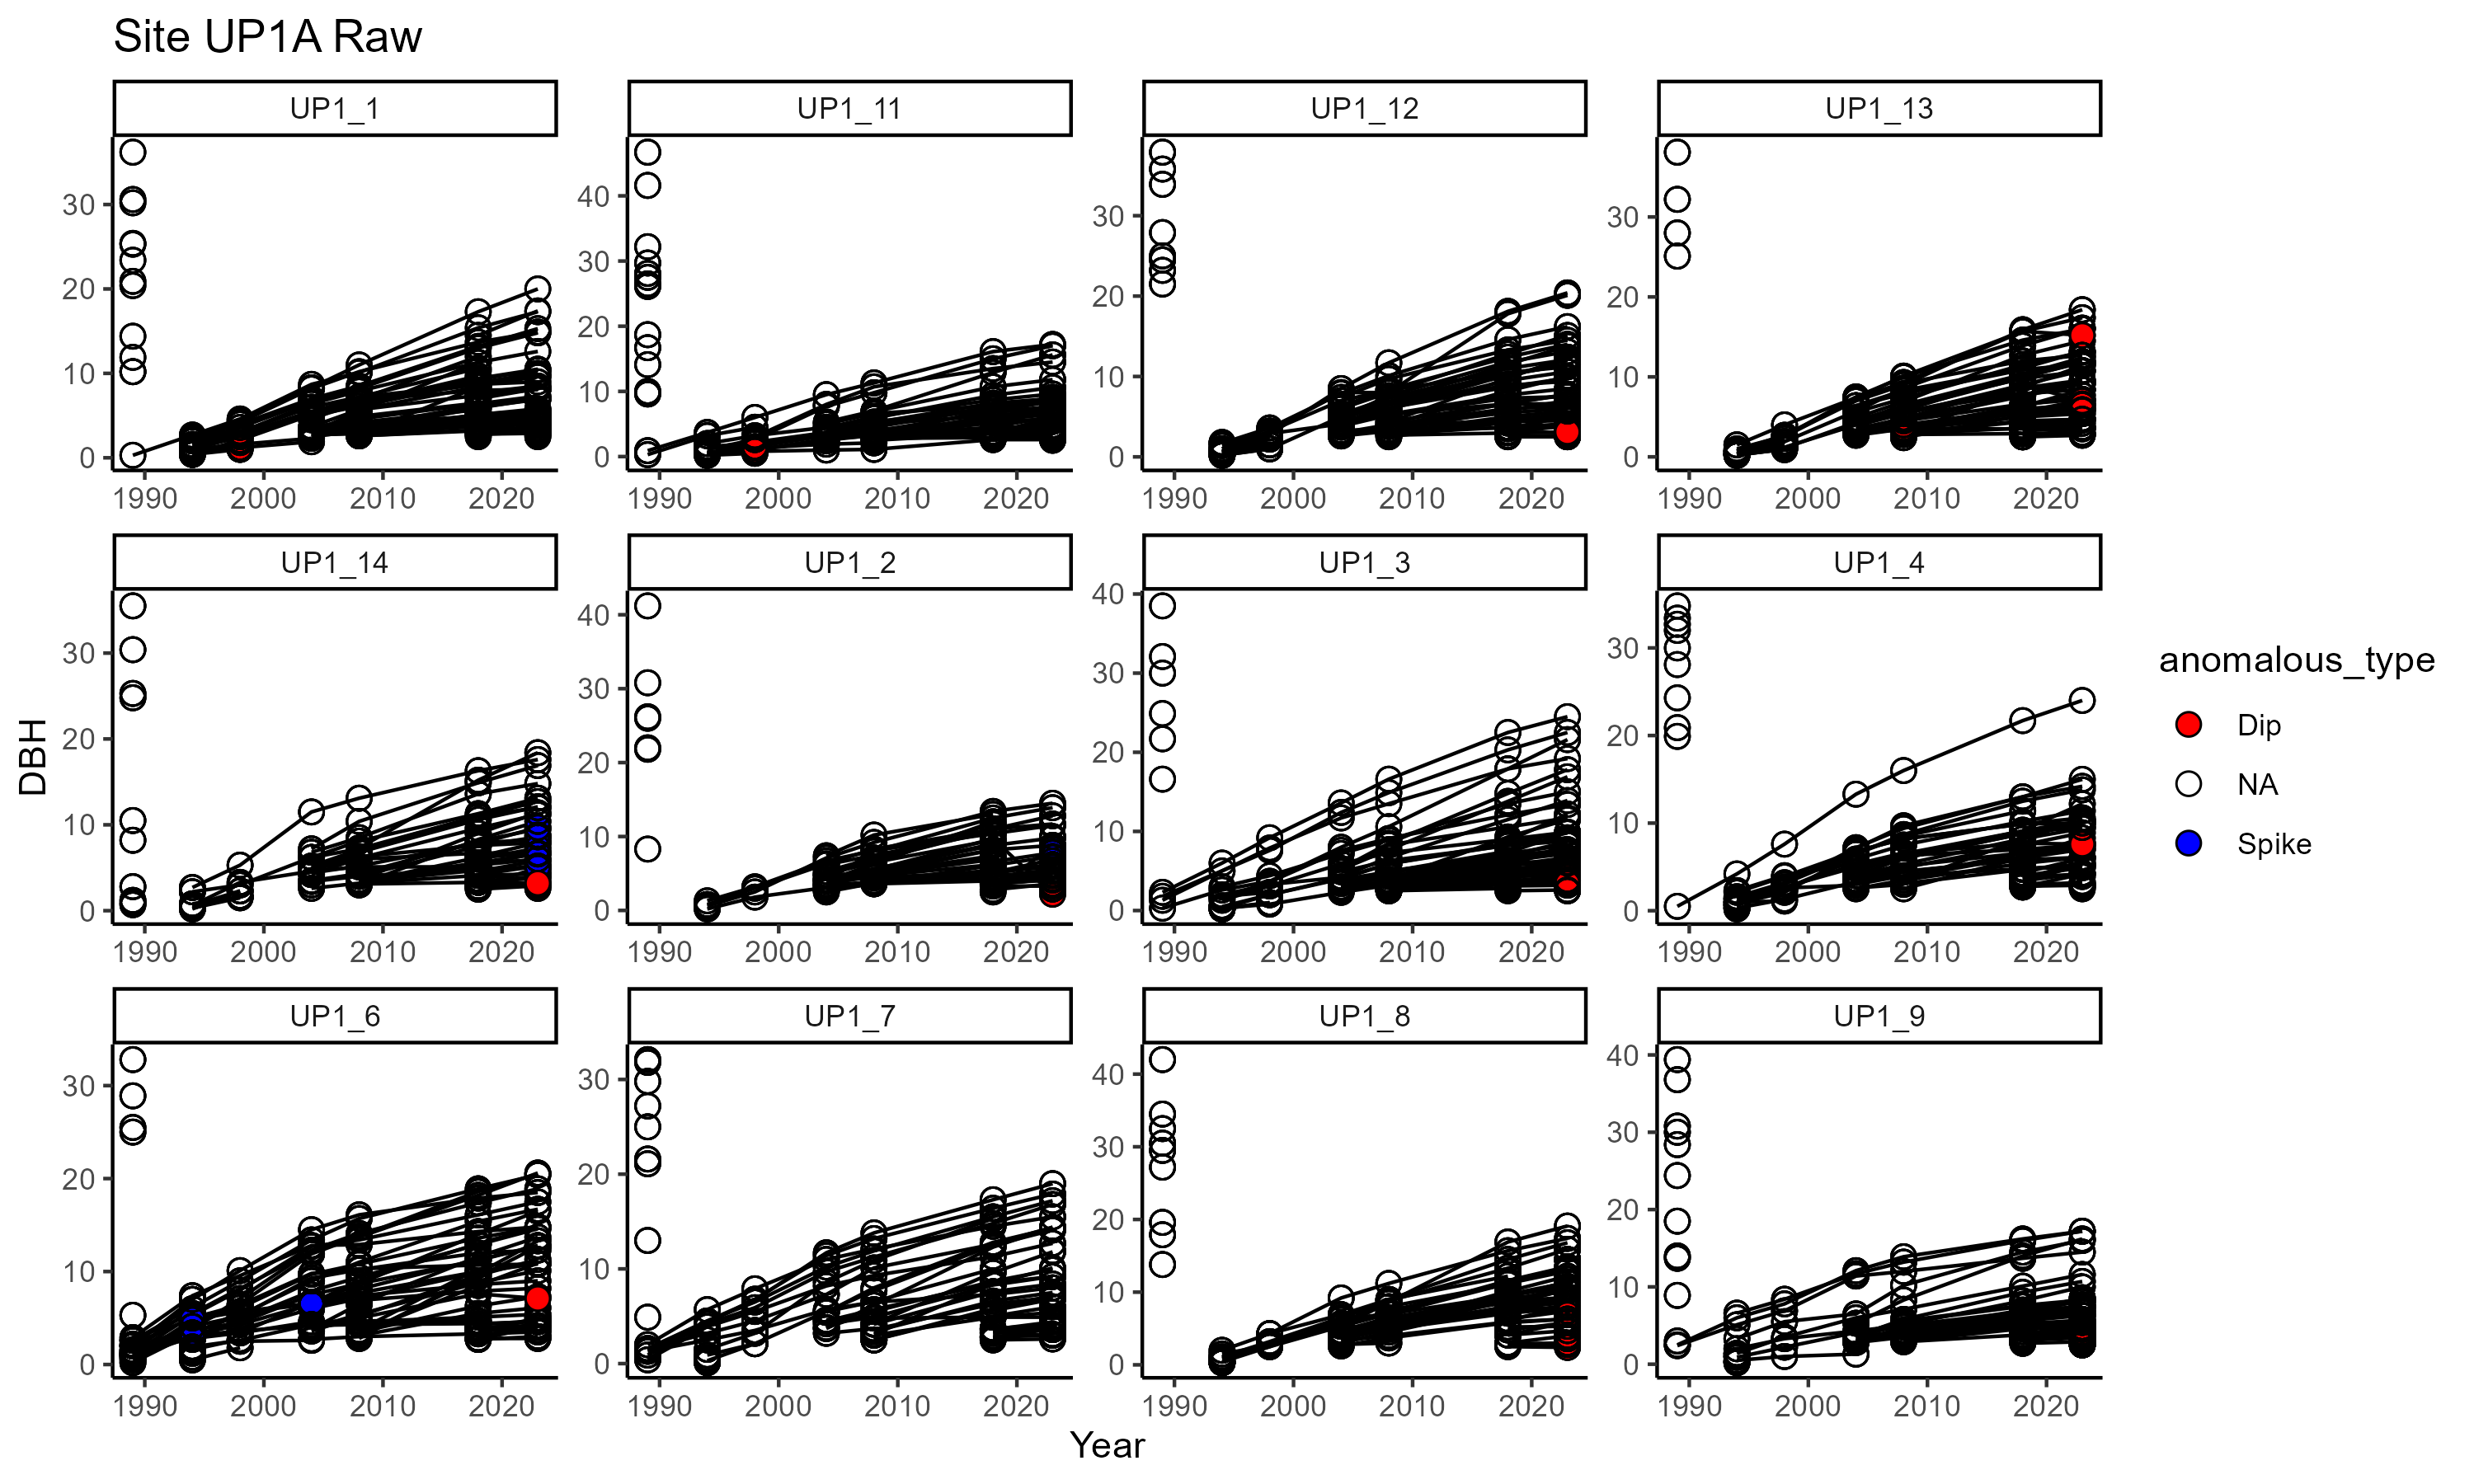 Site UP1A Raw
UP1_1 UP1_11 UP1_12 UP1_13
30 20 10 0
40 30 20 10 0
30 20 10 0
30 20 10 0
1990 2000 2010 2020 1990 2000 2010 2020 1990 2000 2010 2020 1990 2000 2010 2020
UP1_14 UP1_2 UP1_3 UP1_4
30 20 10 0
40 30 20 10 0
40 30 20 10 0
30 20 10 0
1990 2000 2010 2020 1990 2000 2010 2020 1990 2000 2010 2020 1990 2000 2010 2020
UP1_6 UP1_7 UP1_8 UP1_9
30 20 10 0
30 20 10 0
40 30 20 10 0
40 30 20 10 0
1990 2000 2010 2020 1990 2000 2010 2020 1990 2000 2010 2020 1990 2000 2010 2020
DBH
Year
anomalous_type
Dip
NA
Spike